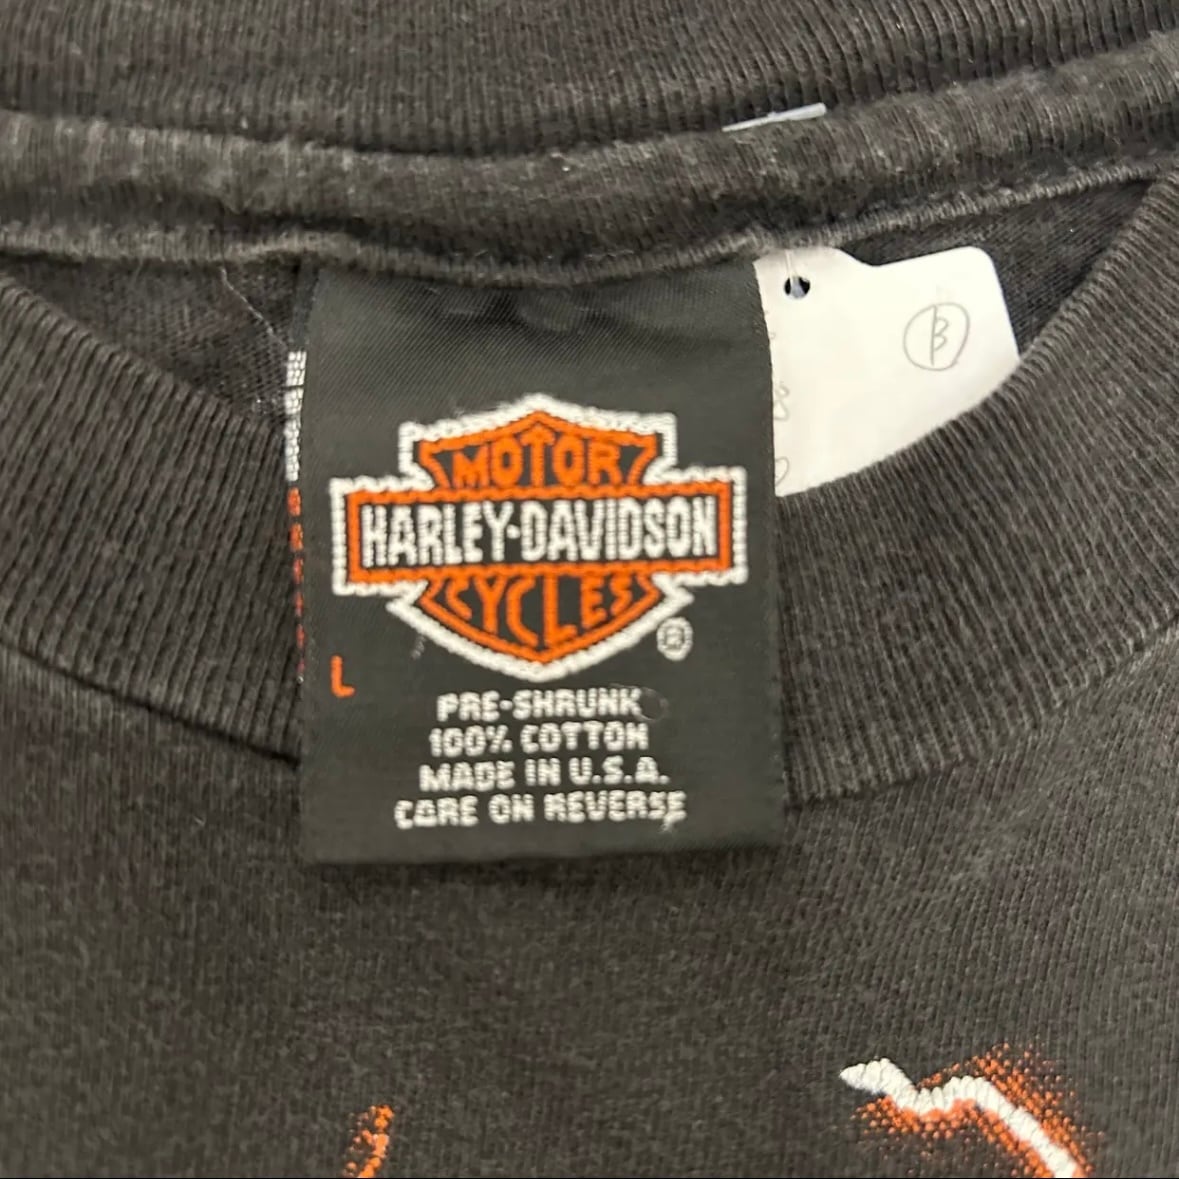 B
MOTOR
HARLEY-DAVIDSON
CYCLES
®
L
PRE-SHRUNK
100% COTTON
MADE IN U.S.A.
CARE ON REVERSE